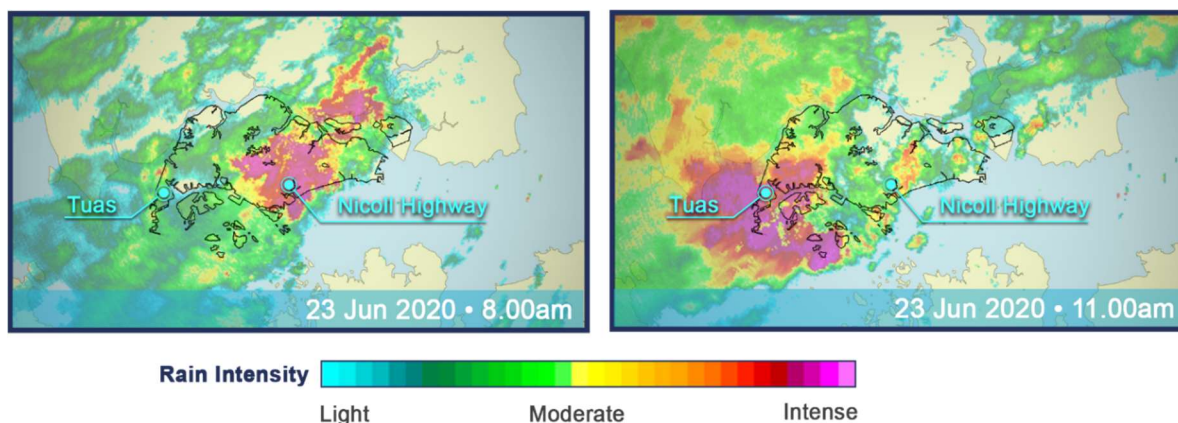 Tuas
Nicoll Highway
23 Jun 2020 • 8.00am
Tuas
Nicoll Highway
23 Jun 2020 • 11.00am
Rain Intensity
Light Moderate Intense